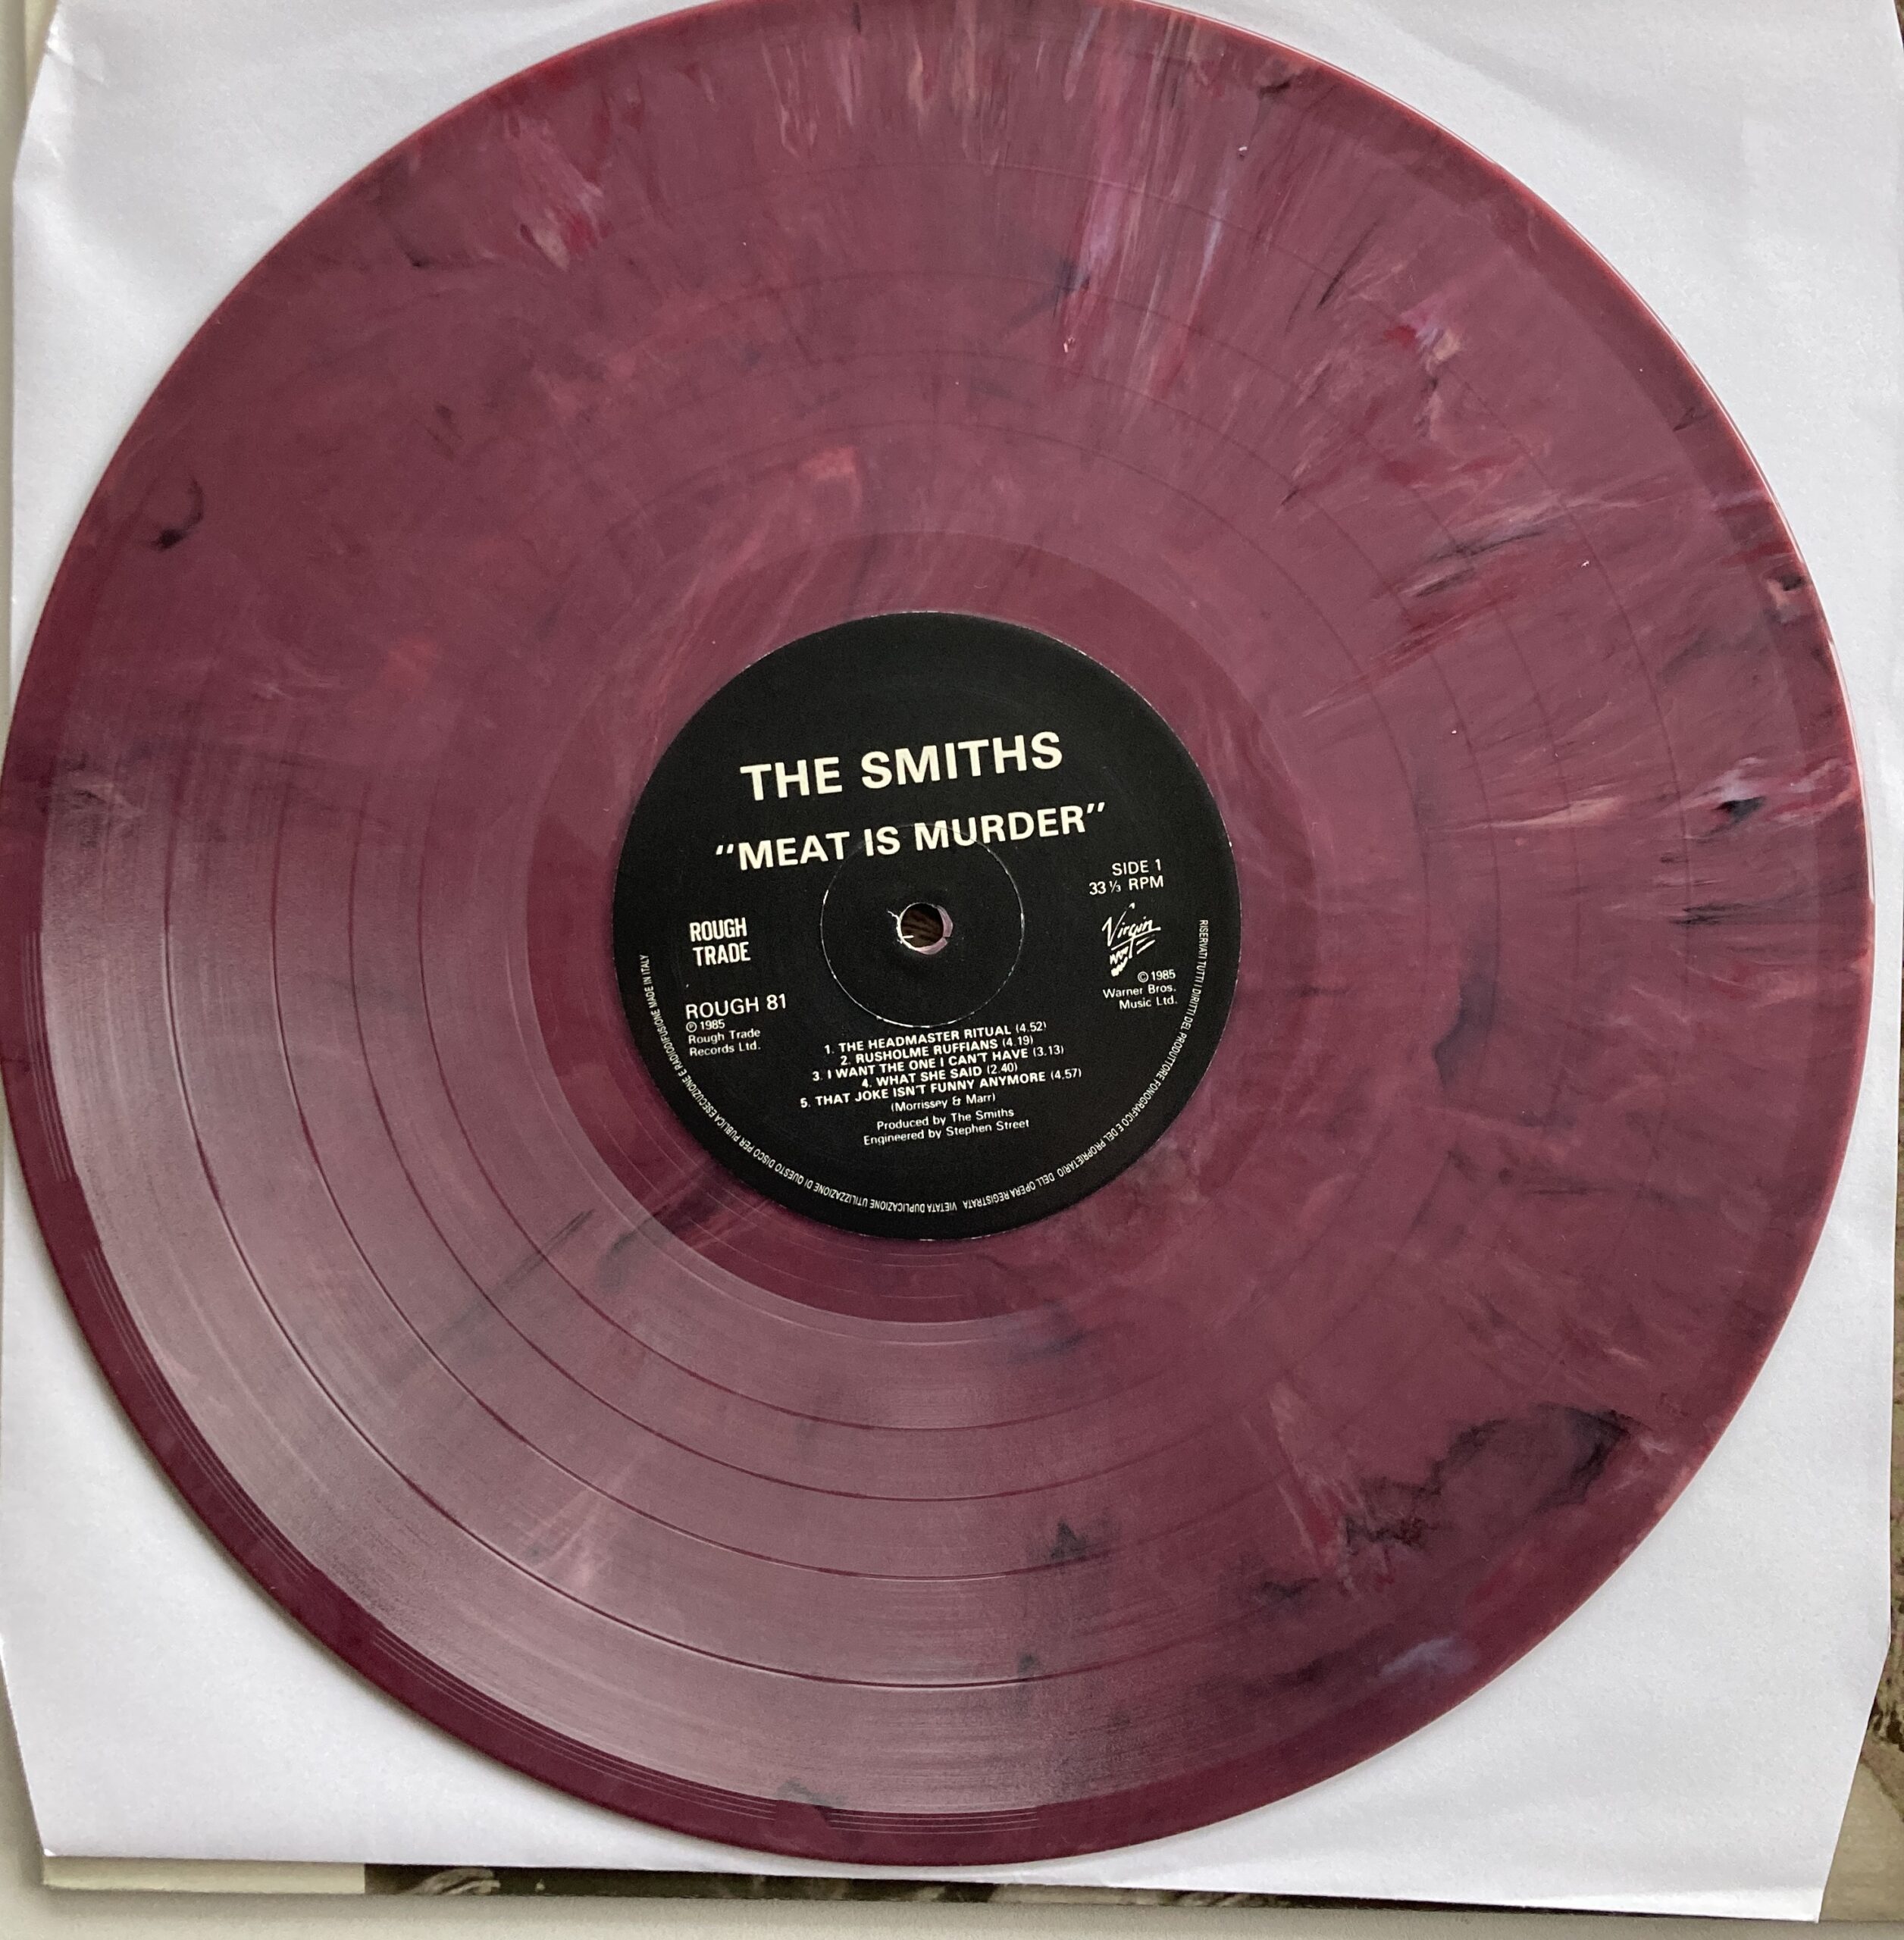 THE SMITHS
"MEAT IS MURDER"
SIDE 1
33⅓ RPM
ROUGH
TRADE
Virgin
ROUGH 81
℗ 1985
Rough Trade
Records Ltd.
© 1985
Warner Bros.
Music Ltd.
1. THE HEADMASTER RITUAL (4.52)
2. RUSHOLME RUFFIANS (4.19)
3. I WANT THE ONE I CAN'T HAVE (3.13)
4. WHAT SHE SAID (2.40)
5. THAT JOKE ISN'T FUNNY ANYMORE (4.57)
(Morrissey & Marr)
Produced by The Smiths
Engineered by Stephen Street
RISERVATI TUTTI I DIRITTI DEL PRODUTTORE FONOGRAFICO E DEL PROPRIETARIO DELL OPERA REGISTRATA VIETATA DUPLICAZIONE UTILIZZAZIONE DI QUESTO DISCO PER PUBLICA ESECUZIONE E RADIODIFUSIONE MADE IN ITALY